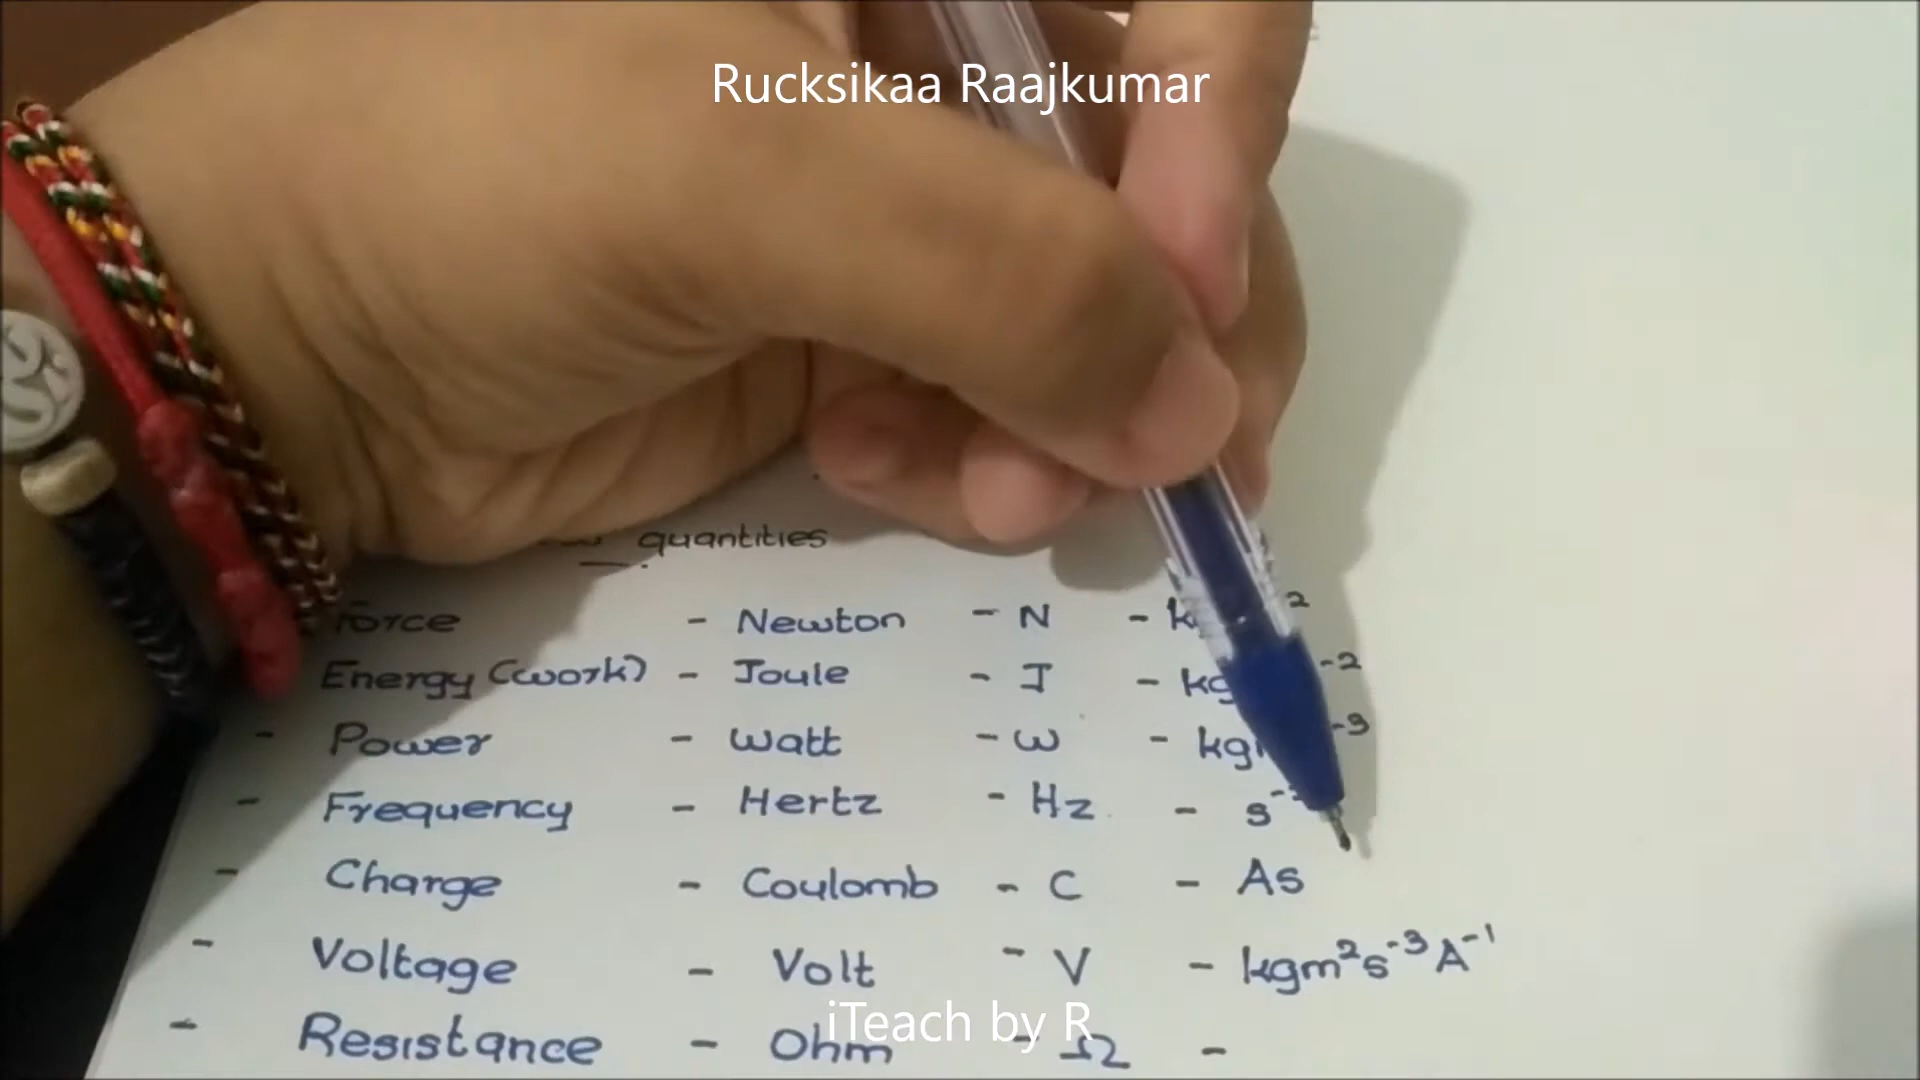 Rucksikaa Raajkumar
quantities
Force - Newton - N -
Energy (work) - Joule - J -
- Power - Watt - W -
- Frequency - Hertz - Hz -
- Charge - Coulomb - C - As
- Voltage - Volt - V - kgm²s⁻³A⁻¹
- Resistance - Ohm - Ω -
iTeach by R